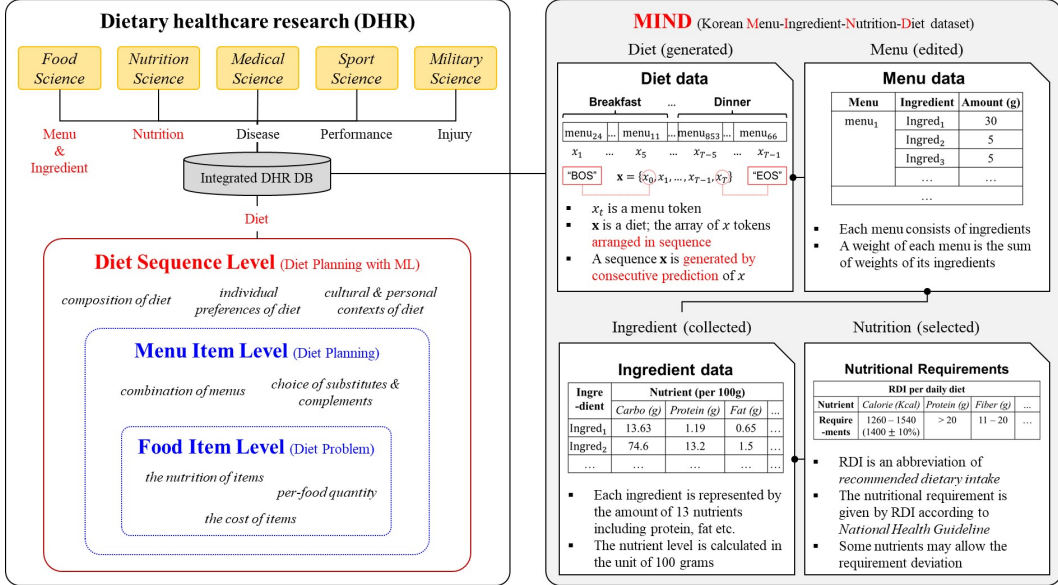 Dietary healthcare research (DHR)
Food Science
Nutrition Science
Medical Science
Sport Science
Military Science
Menu & Ingredient
Nutrition
Disease
Performance
Injury
Integrated DHR DB
Diet
Diet Sequence Level (Diet Planning with ML)
composition of diet
individual preferences of diet
cultural & personal contexts of diet
Menu Item Level (Diet Planning)
combination of menus
choice of substitutes & complements
Food Item Level (Diet Problem)
the nutrition of items
per-food quantity
the cost of items
MIND (Korean Menu-Ingredient-Nutrition-Diet dataset)
Diet (generated)
Diet data
Breakfast ... Dinner
menu₂₄ ... menu₁₁ ... menu₈₅₃ ... menu₆₆
x₁ ... x₅ ... x_{T−5} ... x_{T−1}
"BOS" x = {x₀, x₁, … , x_{T−1}, x_T} "EOS"
▪ x_t is a menu token
▪ x is a diet; the array of x tokens
arranged in sequence
▪ A sequence x is generated by
consecutive prediction of x
Menu (edited)
Menu data
Menu Ingredient Amount (g)
menu₁ Ingred₁ 30
Ingred₂ 5
Ingred₃ 5
... ...
...
▪ Each menu consists of ingredients
▪ A weight of each menu is the sum
of weights of its ingredients
Ingredient (collected)
Ingredient data
Ingre-dient Nutrient (per 100g)
Carbo (g) Protein (g) Fat (g) ...
Ingred₁ 13.63 1.19 0.65 ...
Ingred₂ 74.6 13.2 1.5 ...
... ... ... ... ...
▪ Each ingredient is represented by
the amount of 13 nutrients
including protein, fat etc.
▪ The nutrient level is calculated in
the unit of 100 grams
Nutrition (selected)
Nutritional Requirements
RDI per daily diet
Nutrient Calorie (Kcal) Protein (g) Fiber (g) ...
Require-ments 1260 – 1540 (1400 ± 10%) > 20 11 – 20 ...
▪ RDI is an abbreviation of
recommended dietary intake
▪ The nutritional requirement is
given by RDI according to
National Health Guideline
▪ Some nutrients may allow the
requirement deviation